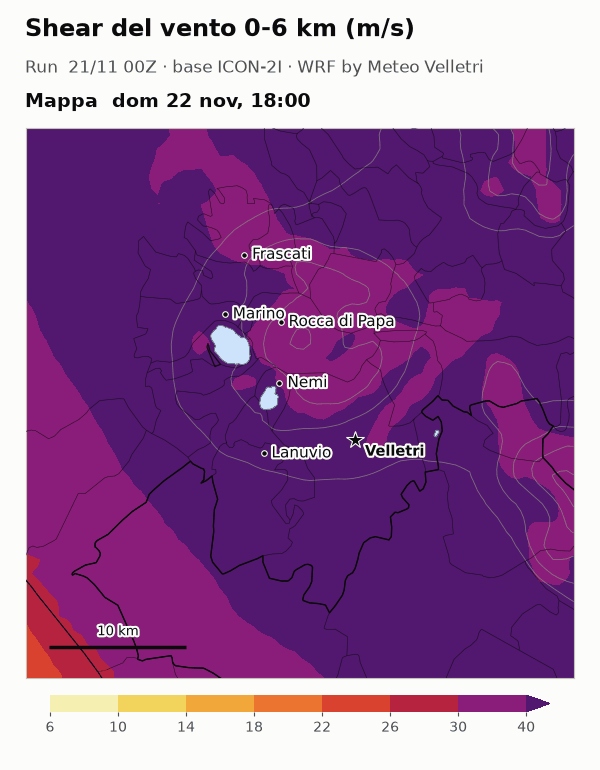 Shear del vento 0-6 km (m/s)
Run  21/11 00Z · base ICON-2I · WRF by Meteo Velletri
Mappa  dom 22 nov, 18:00
Frascati
Marino
Rocca di Papa
Nemi
Lanuvio
Velletri
10 km
6 10 14 18 22 26 30 40